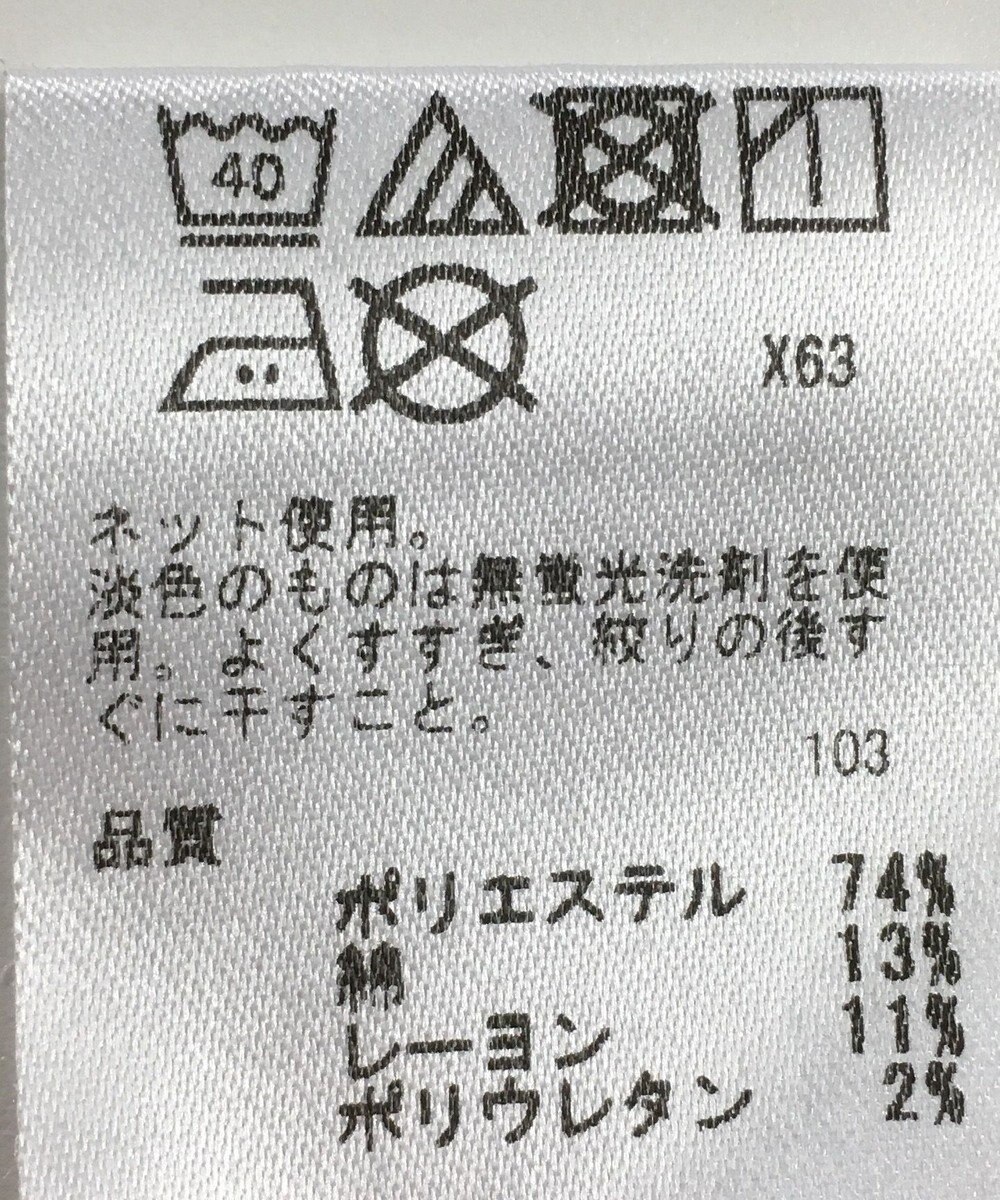 40
X63
ネット使用。
淡色のものは無蛍光洗剤を使
用。よくすすぎ、絞りの後す
ぐに干すこと。
103
品質
ポリエステル 74%
綿 13%
レーヨン 11%
ポリウレタン 2%